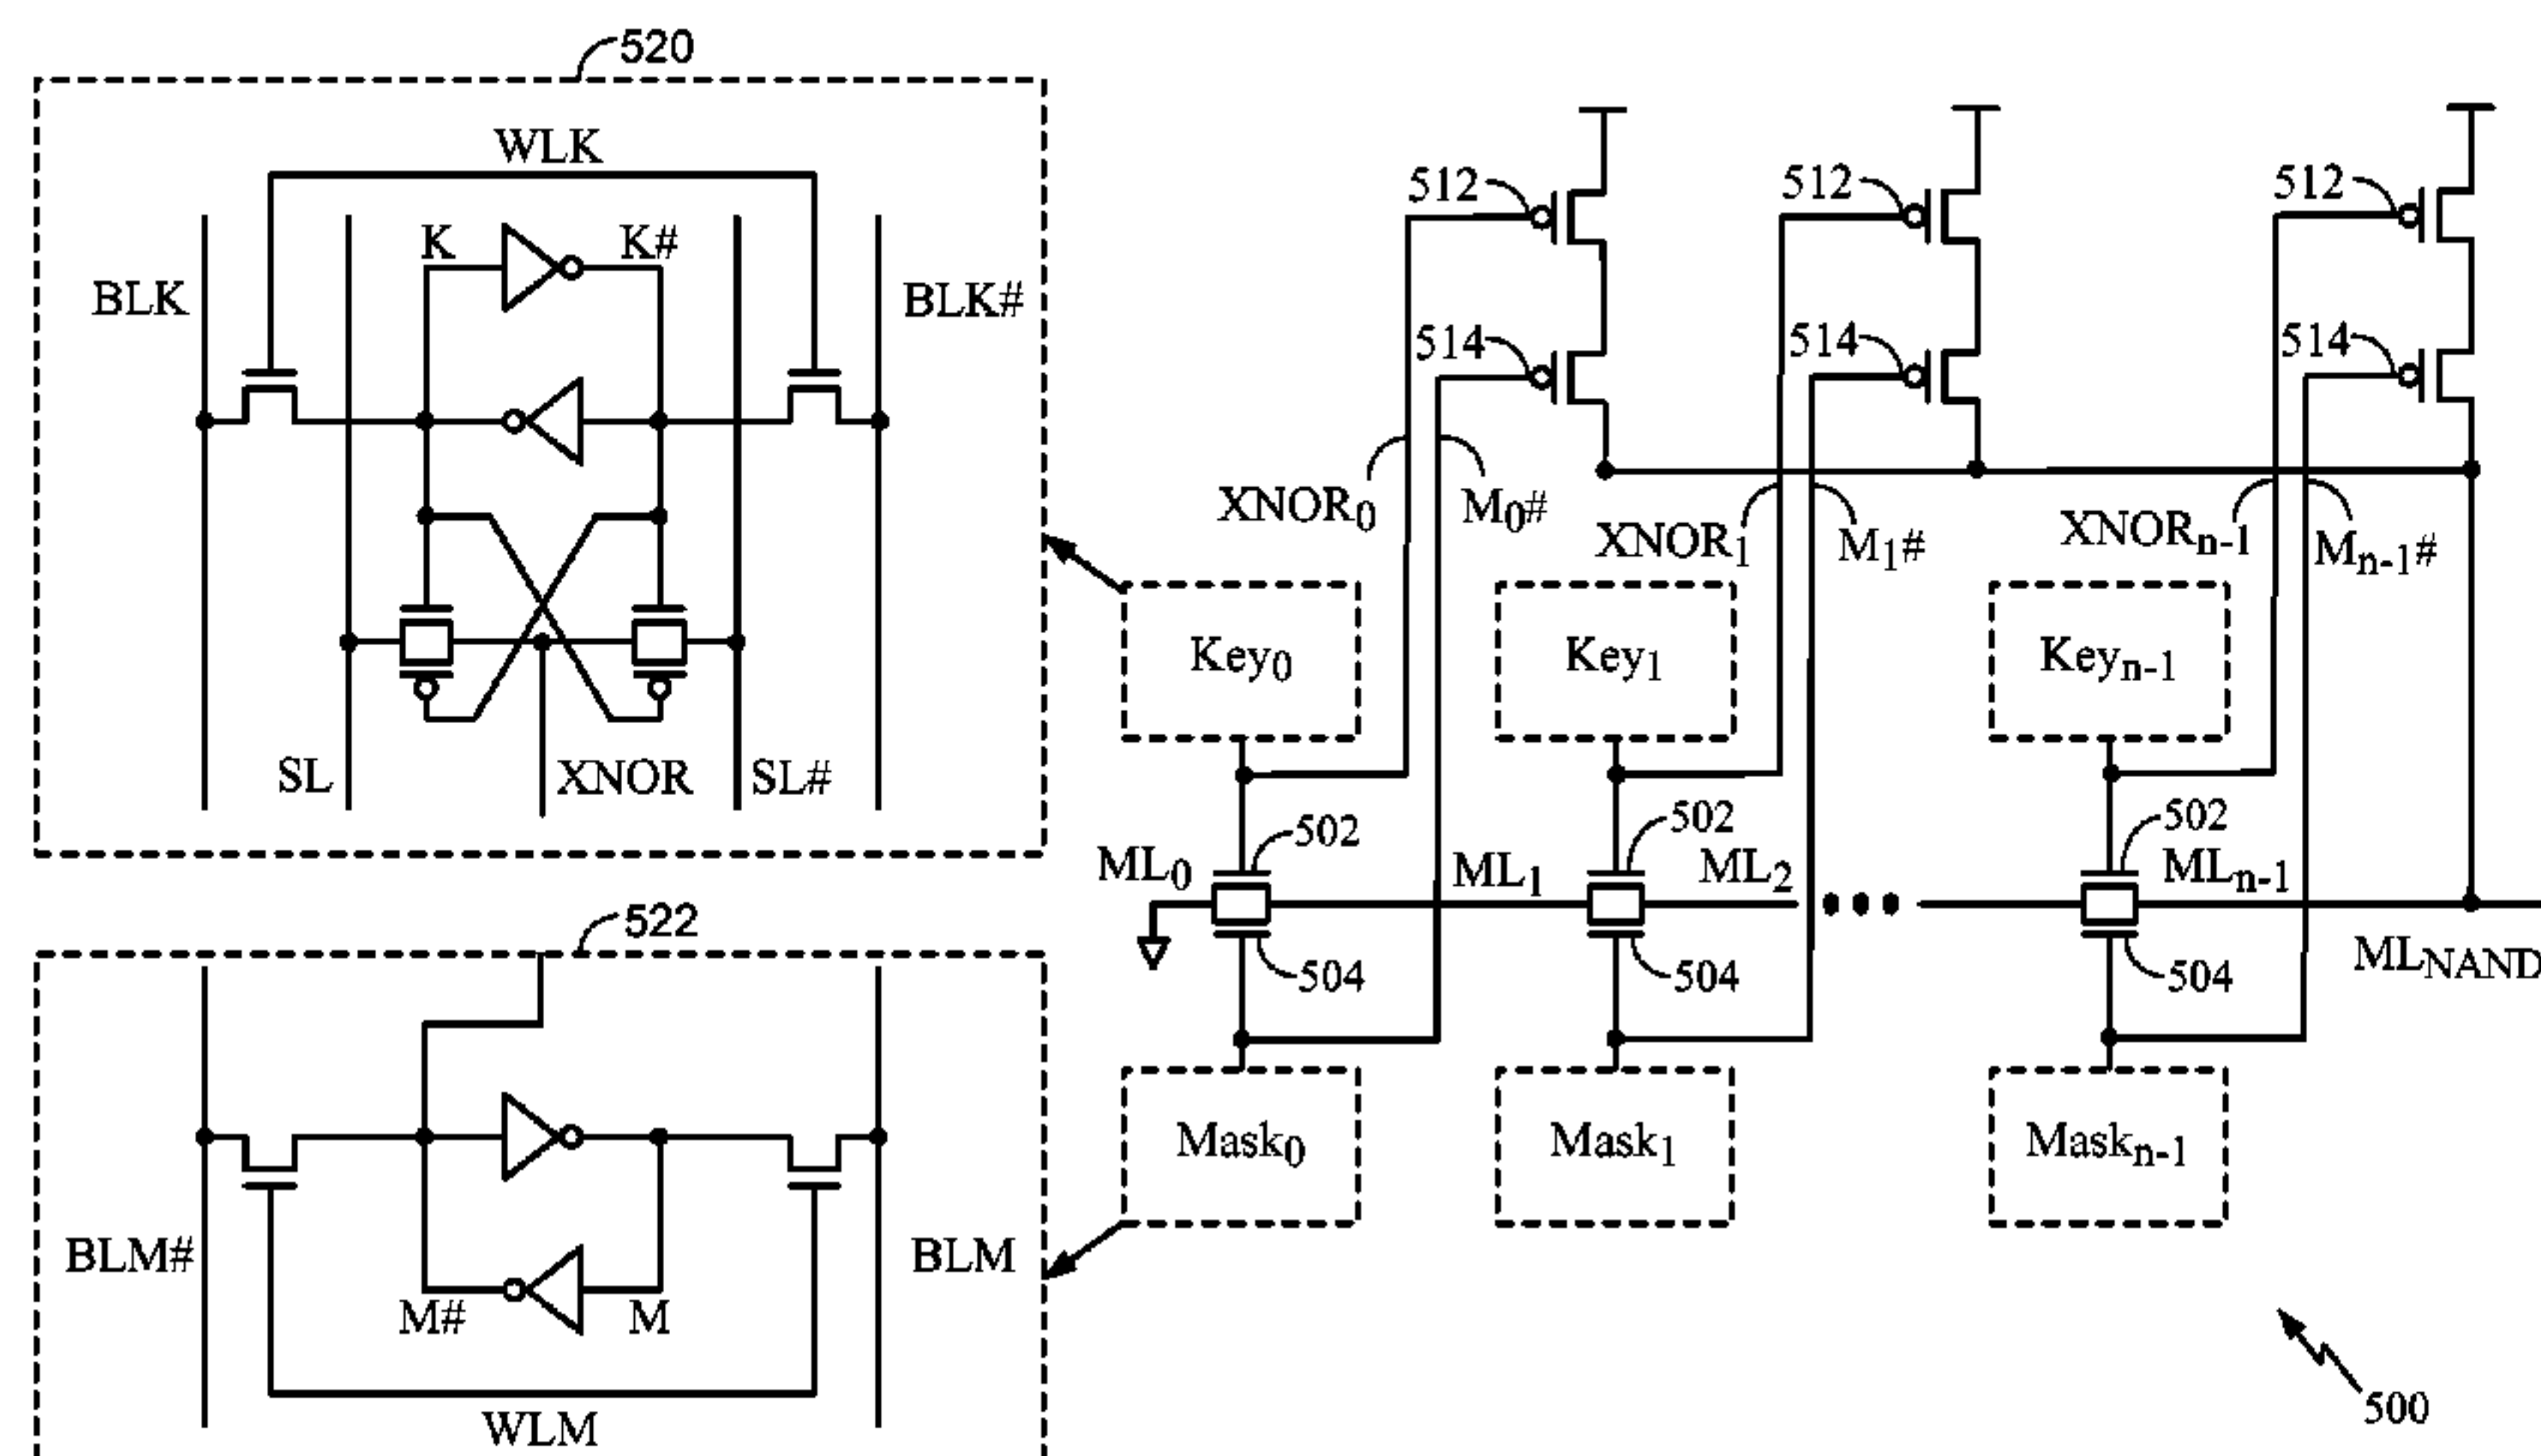 520
WLK
K K#
BLK BLK#
SL XNOR SL#
522
BLM# BLM
M# M
WLM
512 512 512
514 514 514
XNOR0 M0# XNOR1 M1# XNORn-1 Mn-1#
Key0 Key1 Keyn-1
502 502 502
ML0 ML1 ML2 MLn-1
504 504 504
MLNAND
Mask0 Mask1 Maskn-1
500